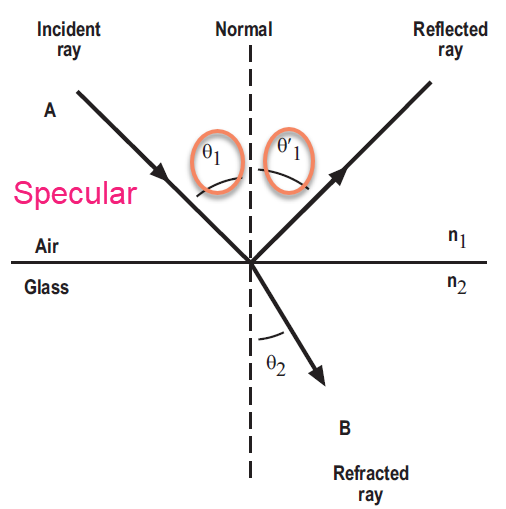 Incident
ray
Normal
Reflected
ray
A
θ1
θ'1
Specular
Air
n1
Glass
n2
θ2
B
Refracted
ray